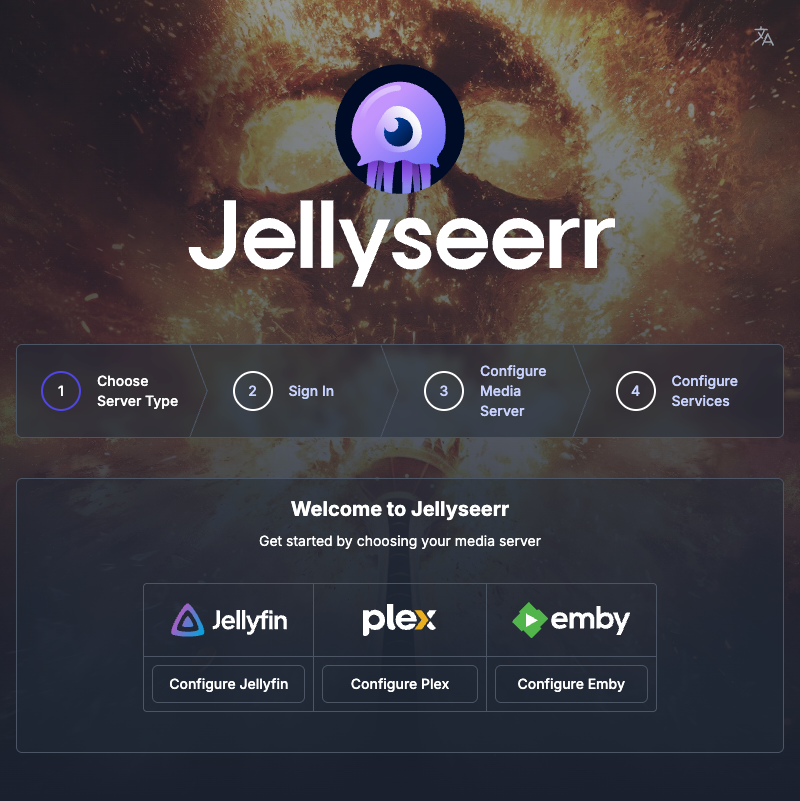 Jellyseerr
1
Choose
Server Type
2
Sign In
3
Configure
Media
Server
4
Configure
Services
Welcome to Jellyseerr
Get started by choosing your media server
Jellyfin
plex
emby
Configure Jellyfin
Configure Plex
Configure Emby